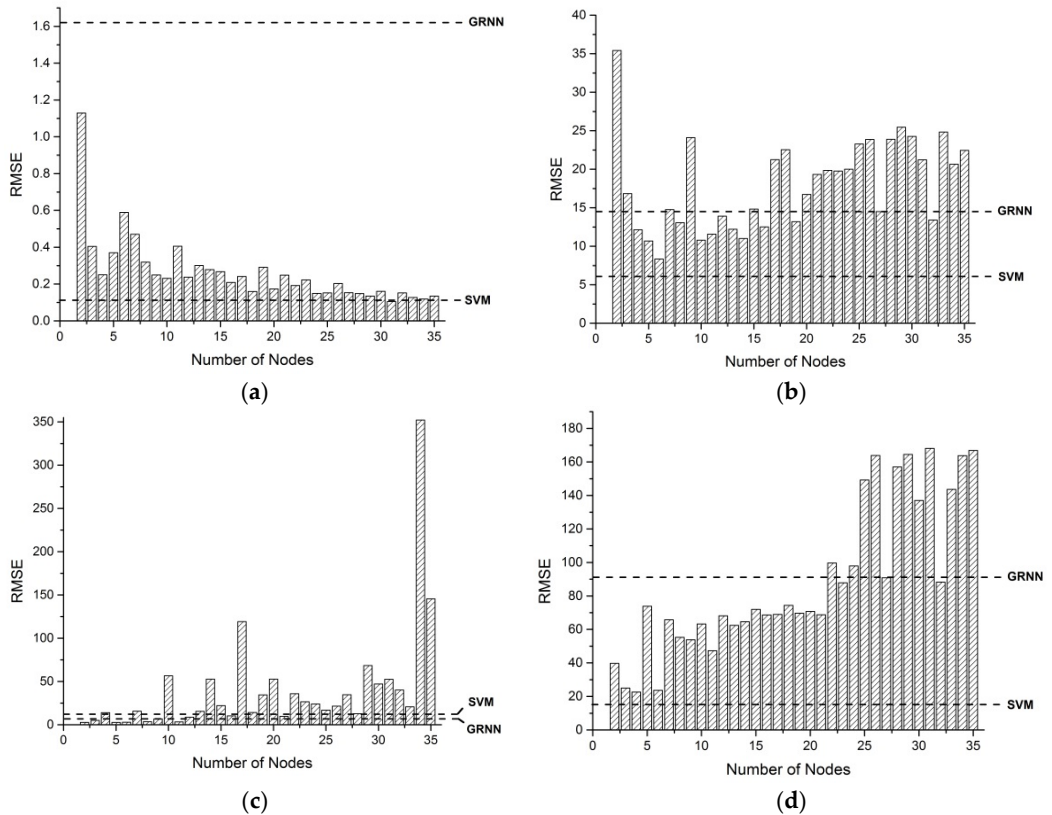 1.6
1.4
1.2
1.0
0.8
0.6
0.4
0.2
0.0
RMSE
GRNN
SVM
0 5 10 15 20 25 30 35
Number of Nodes
(a)
40
35
30
25
20
15
10
5
0
RMSE
GRNN
SVM
0 5 10 15 20 25 30 35
Number of Nodes
(b)
350
300
250
200
150
100
50
0
RMSE
SVM
GRNN
0 5 10 15 20 25 30 35
Number of Nodes
(c)
180
160
140
120
100
80
60
40
20
0
RMSE
GRNN
SVM
0 5 10 15 20 25 30 35
Number of Nodes
(d)